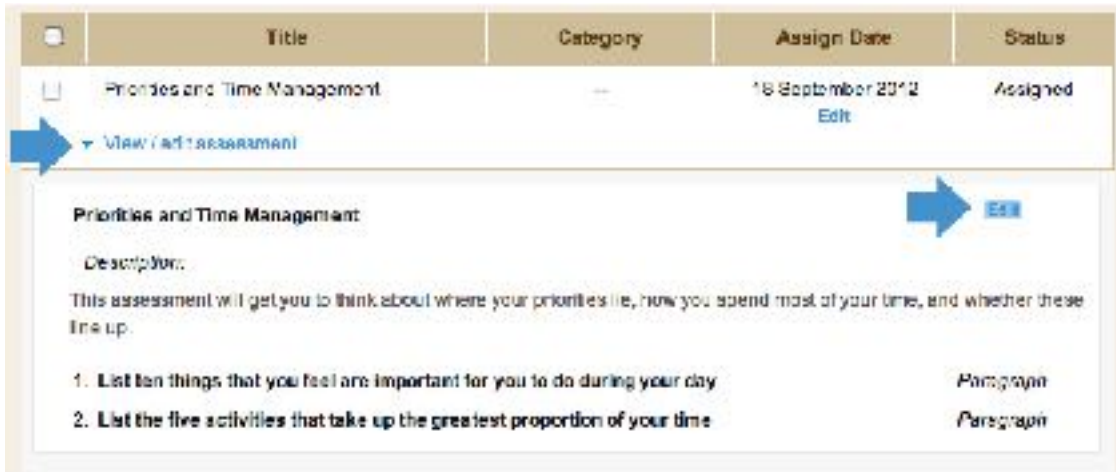 Title Category Assign Date Status
Priorities and Time Management -- 18 September 2012 Assigned
Edit
View / edit assessment
Priorities and Time Management Edit
Description:
This assessment will get you to think about where your priorities lie, how you spend most of your time, and whether these
line up.
1. List ten things that you feel are important for you to do during your day Paragraph
2. List the five activities that take up the greatest proportion of your time Paragraph